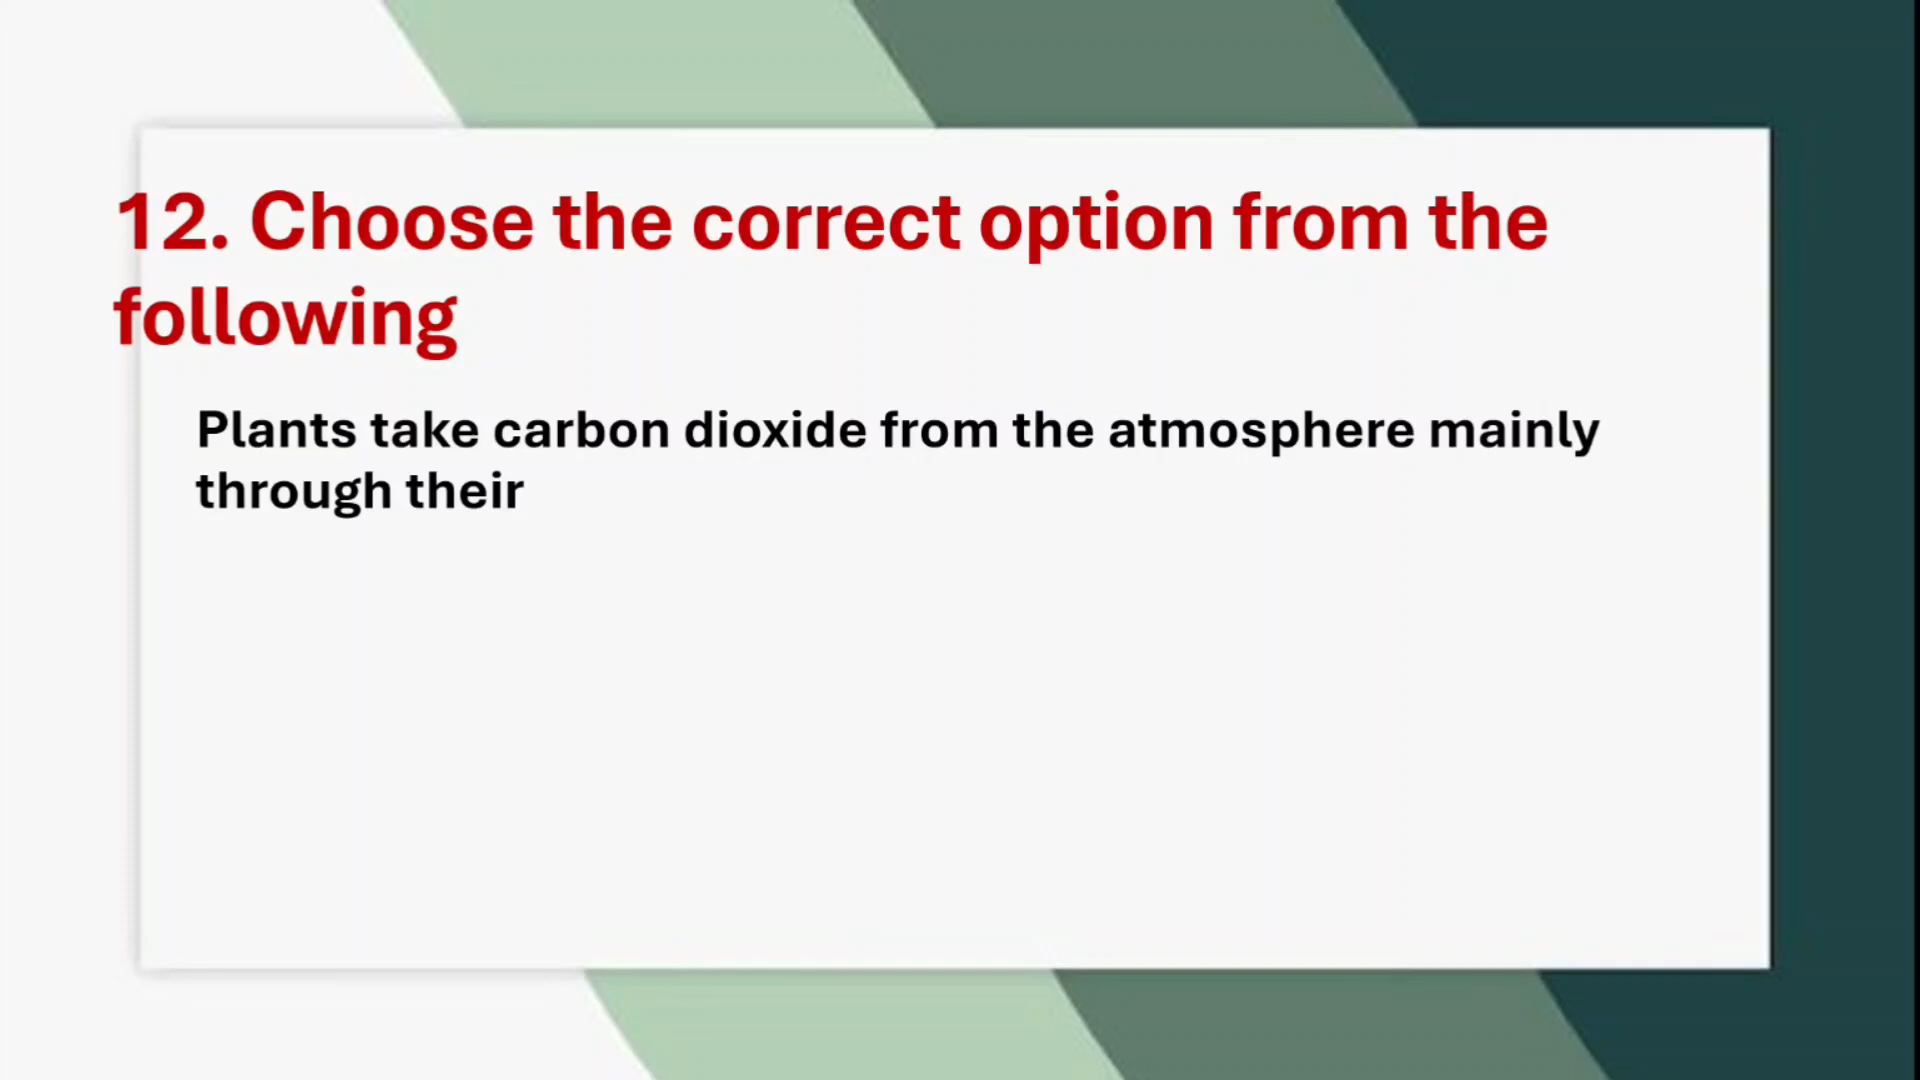 12. Choose the correct option from the
following
Plants take carbon dioxide from the atmosphere mainly
through their